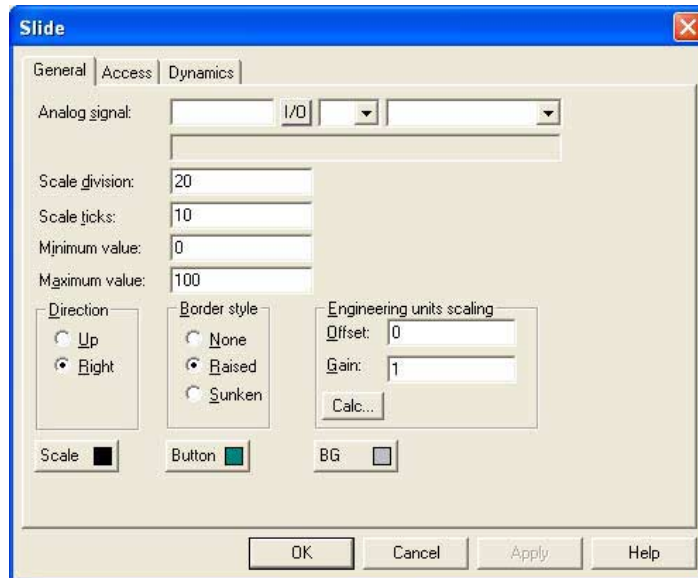 Slide
General Access Dynamics
Analog signal: I/O
Scale division: 20
Scale ticks: 10
Minimum value: 0
Maximum value: 100
Direction Border style Engineering units scaling
Up None Offset: 0
Right Raised Gain: 1
Sunken Calc...
Scale Button BG
OK Cancel Apply Help